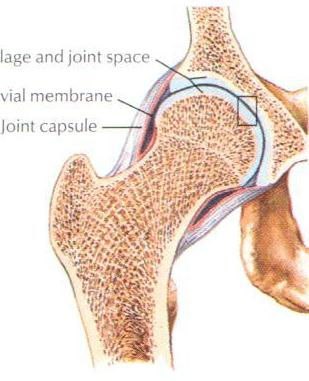 lage and joint space
vial membrane
Joint capsule